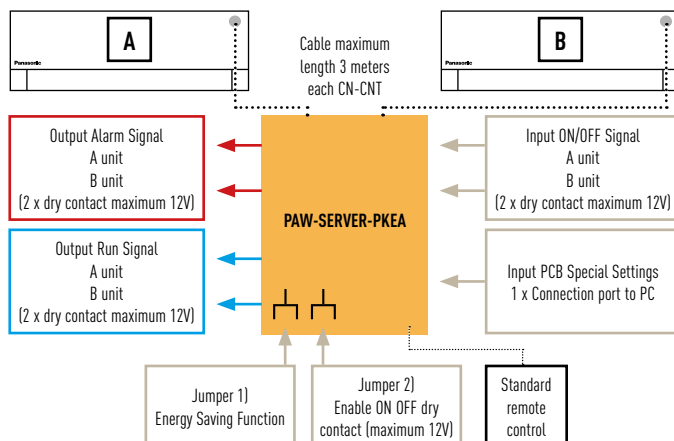 A
Panasonic
Cable maximum
length 3 meters
each CN-CNT
B
Panasonic
Output Alarm Signal
A unit
B unit
(2 x dry contact maximum 12V)
Output Run Signal
A unit
B unit
(2 x dry contact maximum 12V)
PAW-SERVER-PKEA
Input ON/OFF Signal
A unit
B unit
(2 x dry contact maximum 12V)
Input PCB Special Settings
1 x Connection port to PC
Jumper 1)
Energy Saving Function
Jumper 2)
Enable ON OFF dry
contact (maximum 12V)
Standard
remote
control